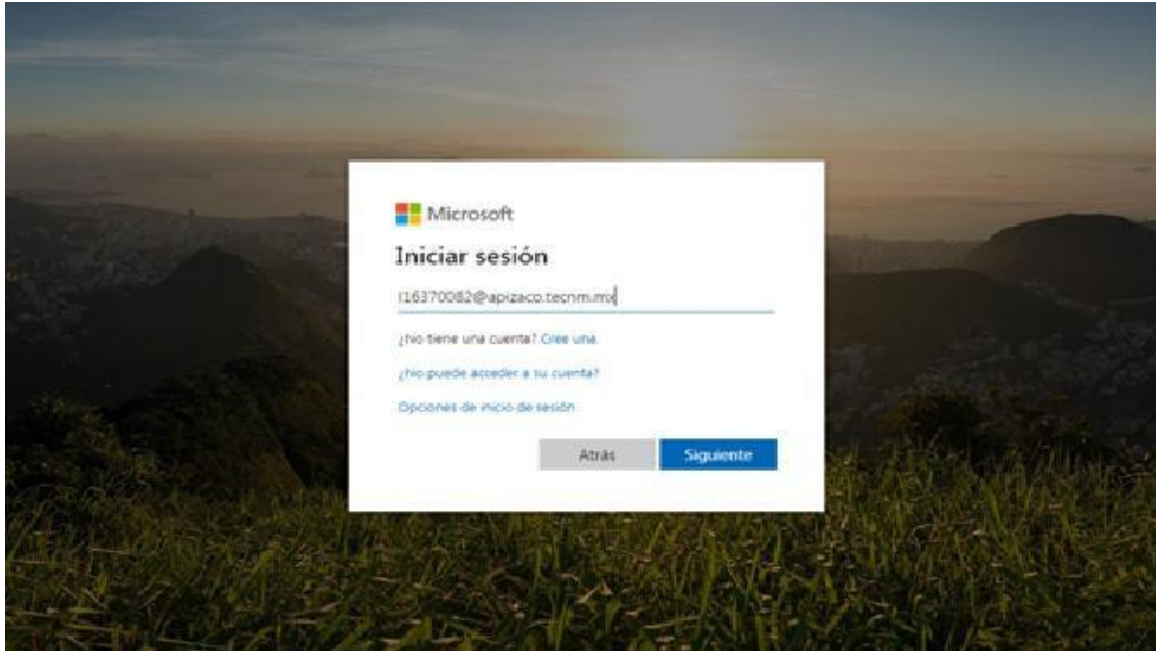 Microsoft
Iniciar sesión
l16370082@apizaco.tecnm.mx
¿No tiene una cuenta? Cree una.
¿No puede acceder a su cuenta?
Opciones de inicio de sesión
Atrás
Siguiente